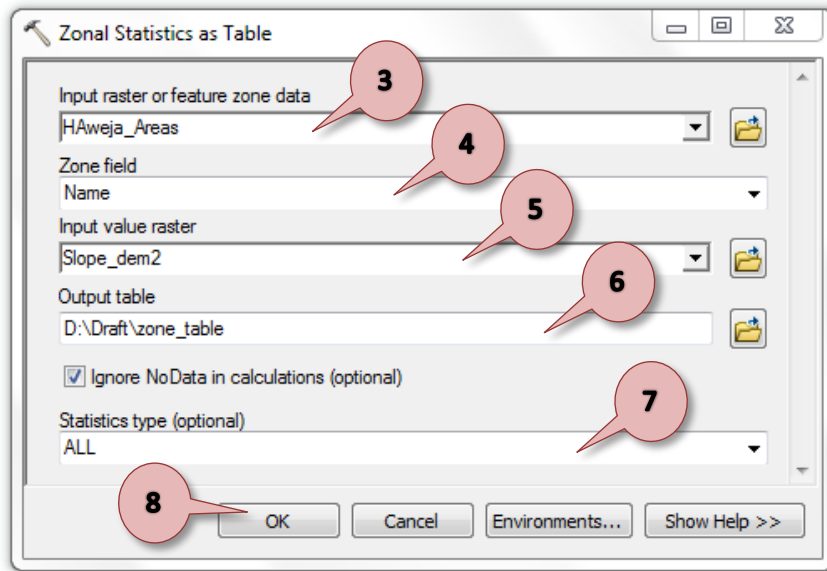 Zonal Statistics as Table
3
Input raster or feature zone data
HAweja_Areas
4
Zone field
Name
5
Input value raster
Slope_dem2
6
Output table
D:\Draft\zone_table
Ignore NoData in calculations (optional)
7
Statistics type (optional)
ALL
8
OK Cancel Environments... Show Help >>